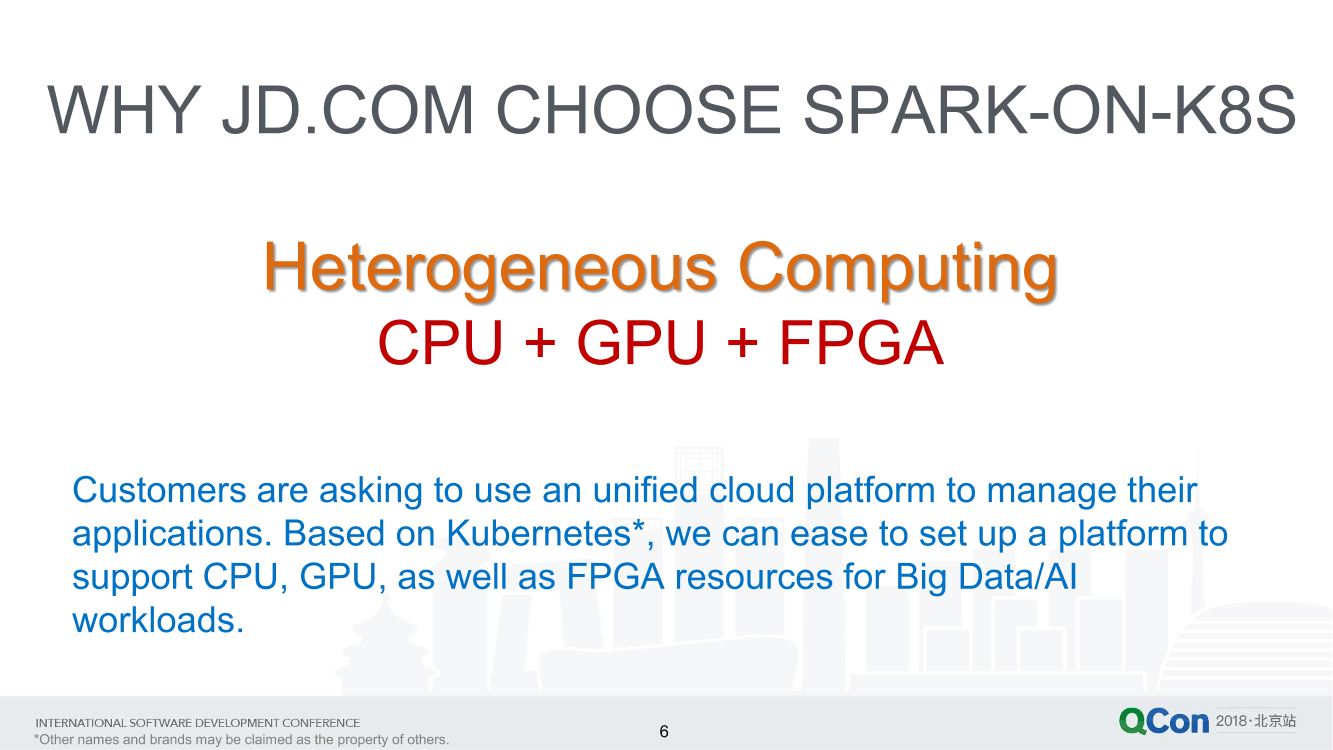 WHY JD.COM CHOOSE SPARK-ON-K8S
Heterogeneous Computing
CPU + GPU + FPGA
Customers are asking to use an unified cloud platform to manage their
applications. Based on Kubernetes*, we can ease to set up a platform to
support CPU, GPU, as well as FPGA resources for Big Data/AI
workloads.
INTERNATIONAL SOFTWARE DEVELOPMENT CONFERENCE
*Other names and brands may be claimed as the property of others.
6
QCon 2018·北京站